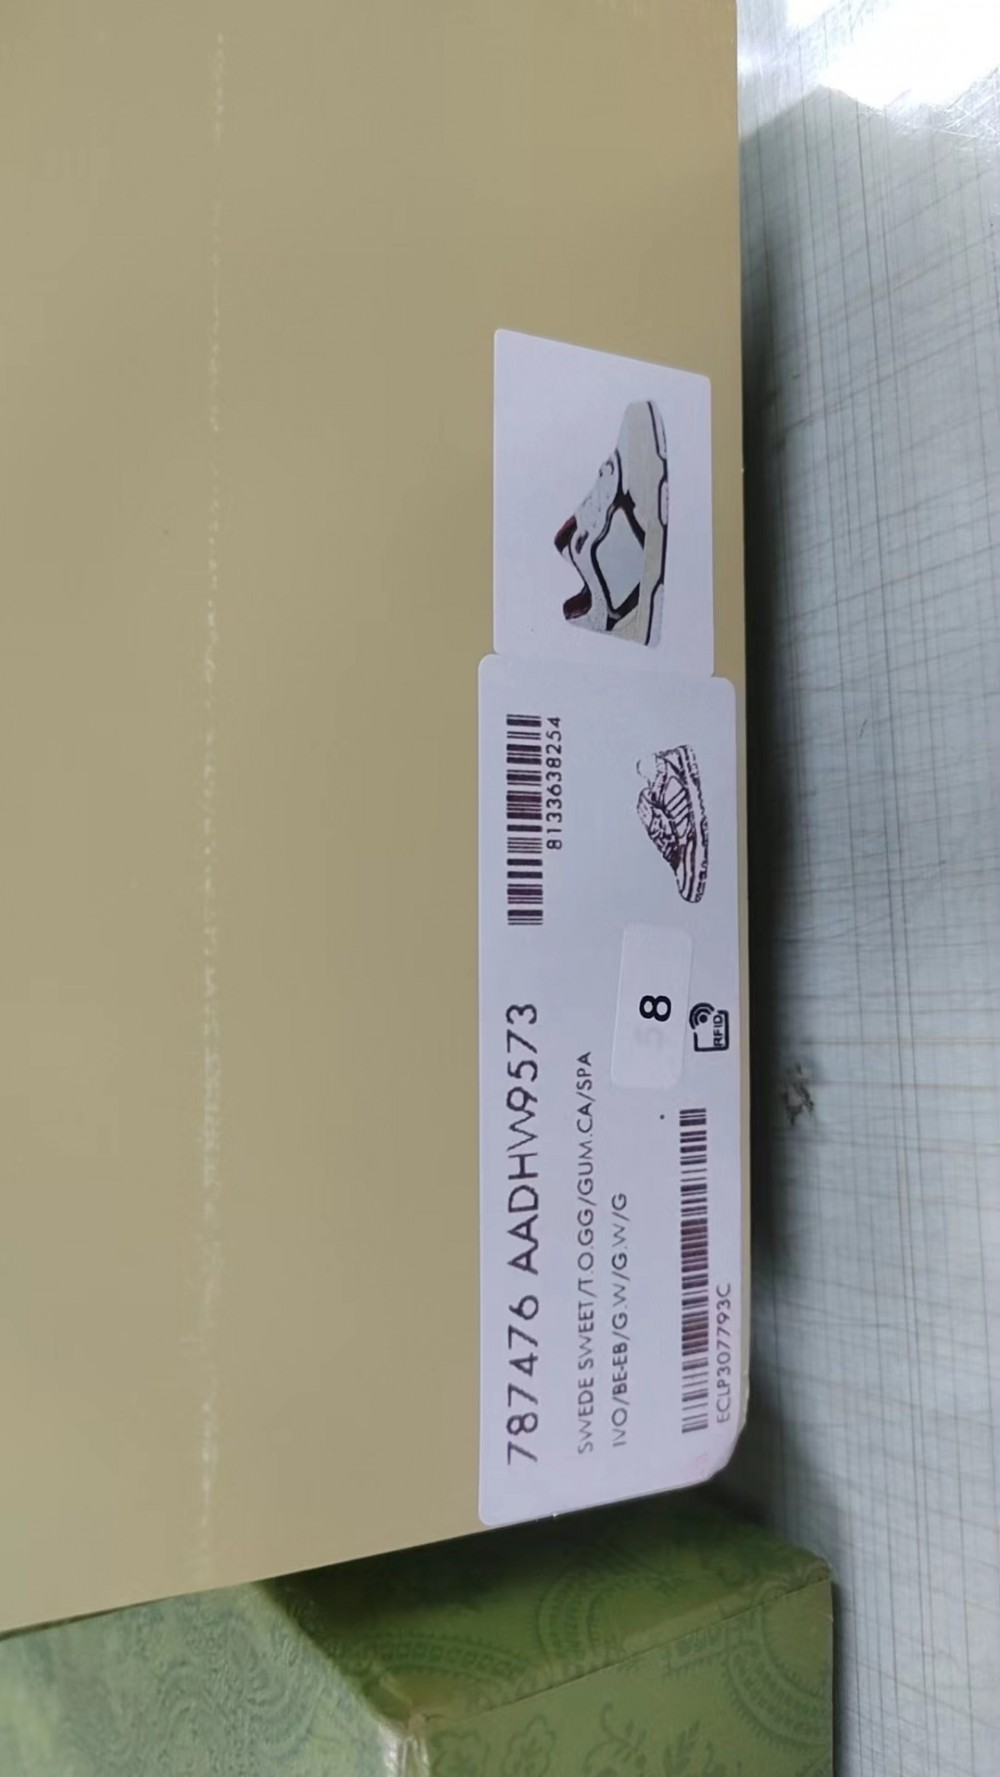 787476 AADHW9573
8133638254
SWEDE SWEET/T.O.GG/GUM.CA/SPA
IVO/BE-EB/G.W/G.W/G
8
RFID
ECLP307793C